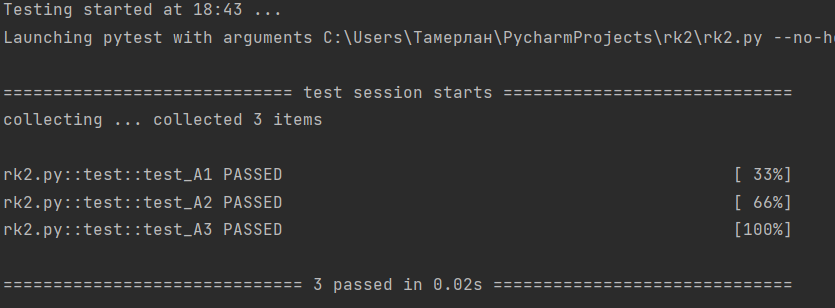 Testing started at 18:43 ...
Launching pytest with arguments C:\Users\Тамерлан\PycharmProjects\rk2\rk2.py --no-he
============================= test session starts =============================
collecting ... collected 3 items
rk2.py::test::test_A1 PASSED [ 33%]
rk2.py::test::test_A2 PASSED [ 66%]
rk2.py::test::test_A3 PASSED [100%]
============================== 3 passed in 0.02s ==============================